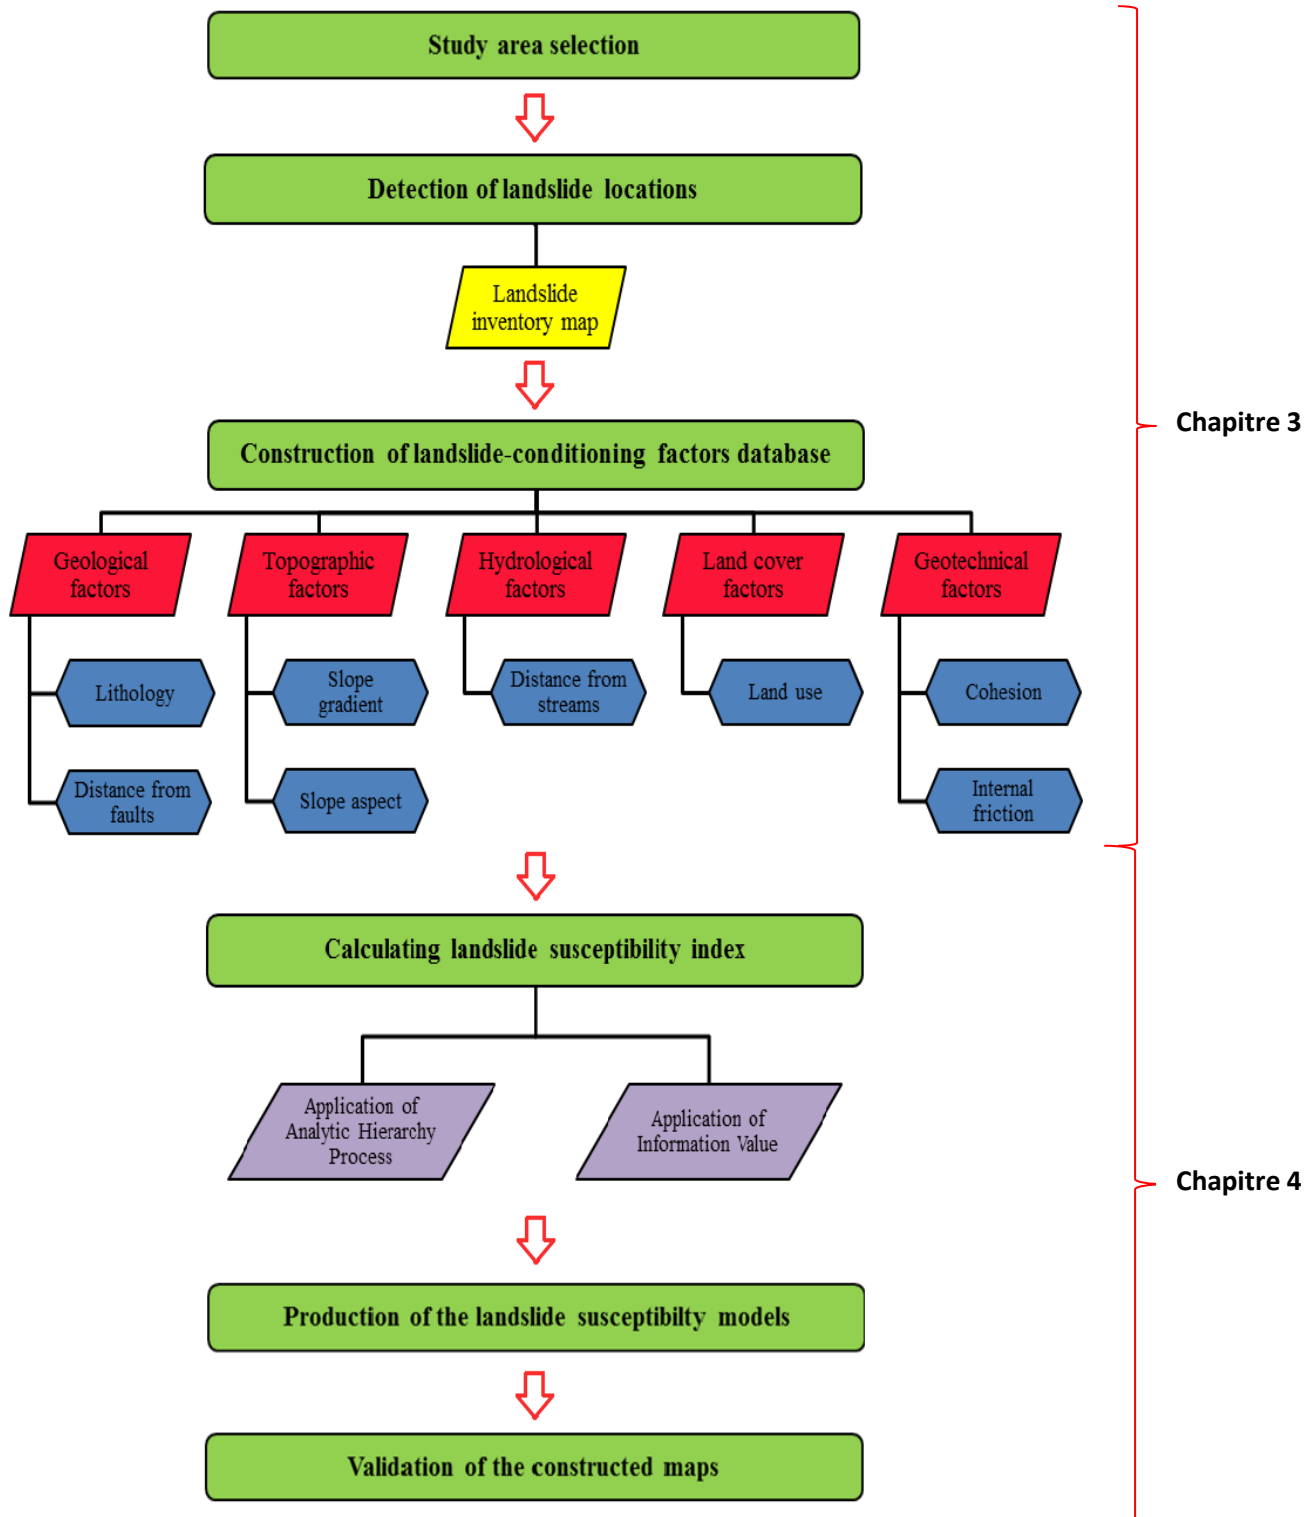 Study area selection
Detection of landslide locations
Landslide
inventory map
Chapitre 3
Construction of landslide-conditioning factors database
Geological
factors
Topographic
factors
Hydrological
factors
Land cover
factors
Geotechnical
factors
Lithology
Slope
gradient
Distance from
streams
Land use
Cohesion
Distance from
faults
Slope aspect
Internal
friction
Calculating landslide susceptibility index
Application of
Analytic Hierarchy
Process
Application of
Information Value
Chapitre 4
Production of the landslide susceptibilty models
Validation of the constructed maps